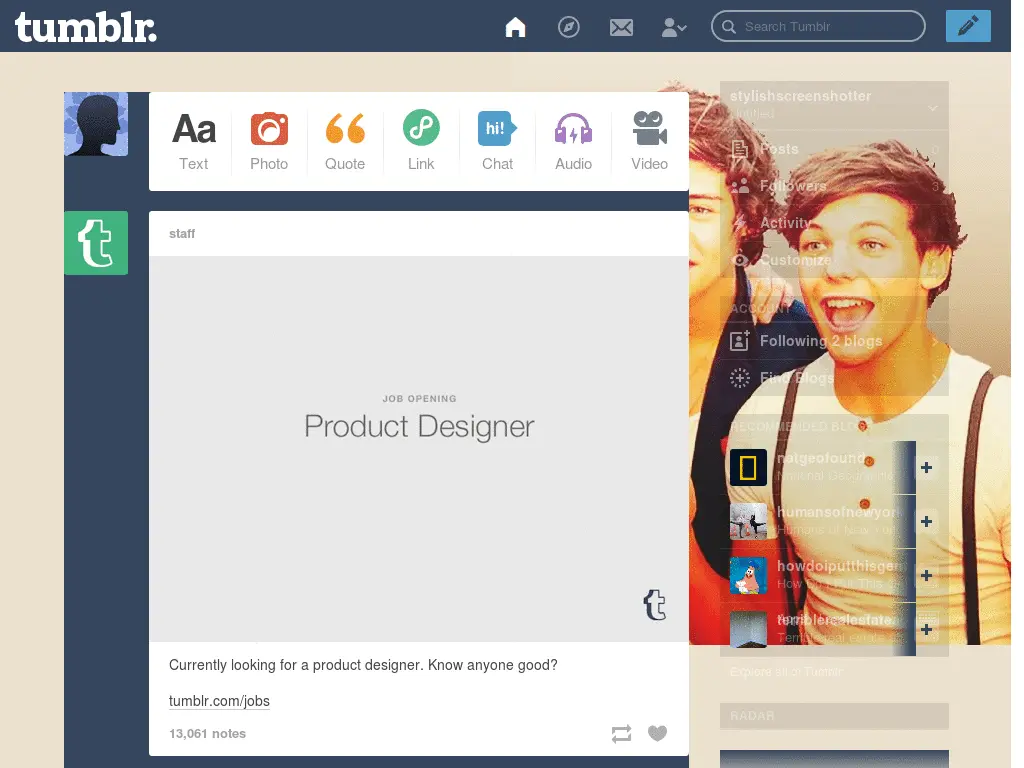 tumblr.
Search Tumblr
Aa
hi!
Text
Photo
Quote
Link
Chat
Audio
Video
staff
JOB OPENING
Product Designer
t
Currently looking for a product designer. Know anyone good?
tumblr.com/jobs
13,061 notes
stylishscreenshotter
Untitled
Posts
Followers
3
Activity
Customize
ACCOUNT
Following 2 blogs
Find Blogs
RECOMMENDED BLOGS
natgeofound
National Geographic
humansofnewyork
Humans of New York
howdoiputthisgen
How Do I Put This
terriblerealestate
Terrible real estate
Explore all of Tumblr
RADAR